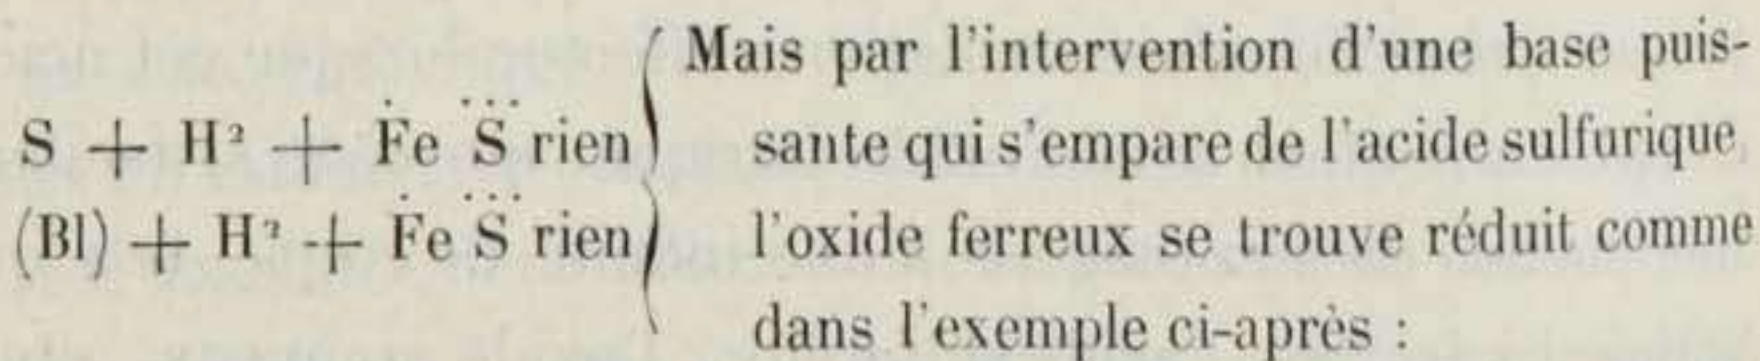 S + H² + Ḟe S⃛ rien
(Bl) + H² + Ḟe S⃛ rien
Mais par l'intervention d'une base puis-
sante qui s'empare de l'acide sulfurique
l'oxide ferreux se trouve réduit comme
dans l'exemple ci-après :